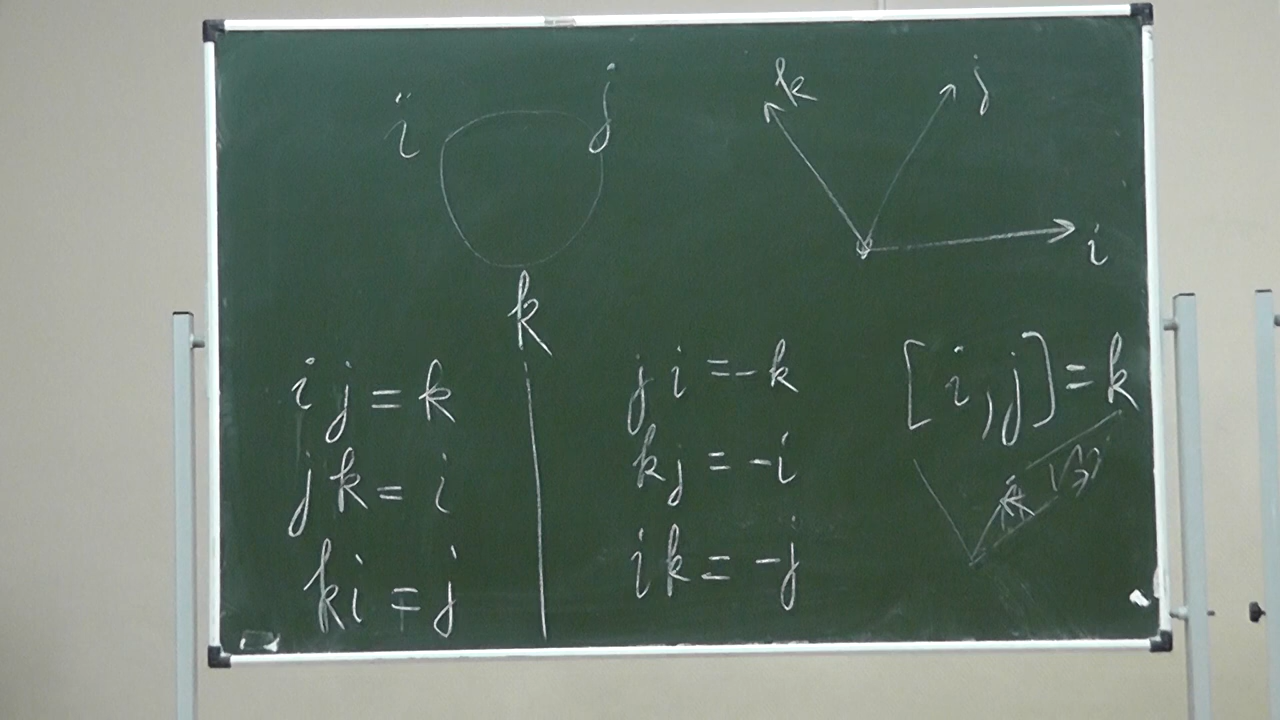 i j
k
k j
i
ij = k
jk = i
ki = j
ji = -k
kj = -i
ik = -j
[i, j] = k